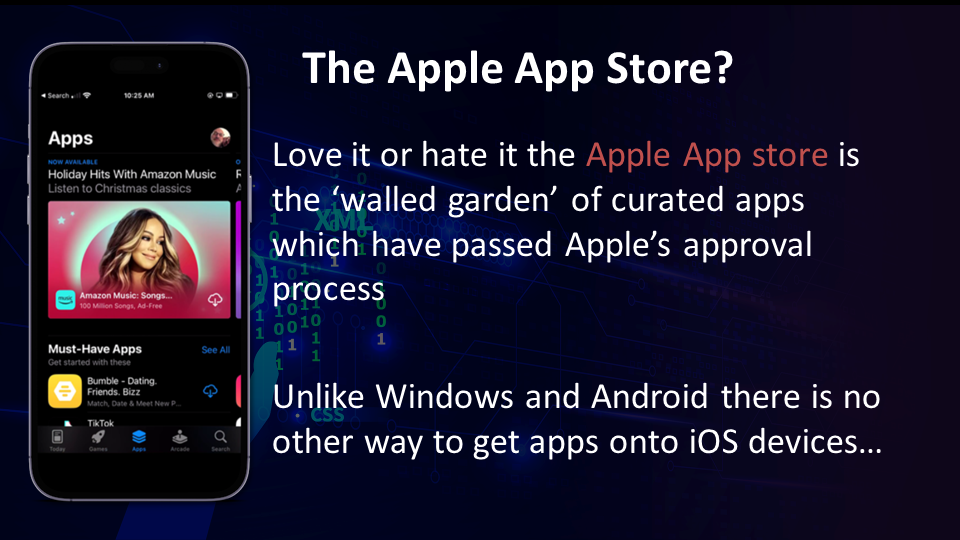 The Apple App Store?
Love it or hate it the Apple App store is
the ‘walled garden’ of curated apps
which have passed Apple’s approval
process
Unlike Windows and Android there is no
other way to get apps onto iOS devices…
Search
10:25 AM
Apps
NOW AVAILABLE
Holiday Hits With Amazon Music
Listen to Christmas classics
music
Amazon Music: Songs...
100 Million Songs, Ad-Free
Must-Have Apps
See All
Get started with these
Bumble - Dating.
Friends. Bizz
Match, Date & Meet New P...
TikTok
Today
Games
Apps
Arcade
Search
XML
CSS